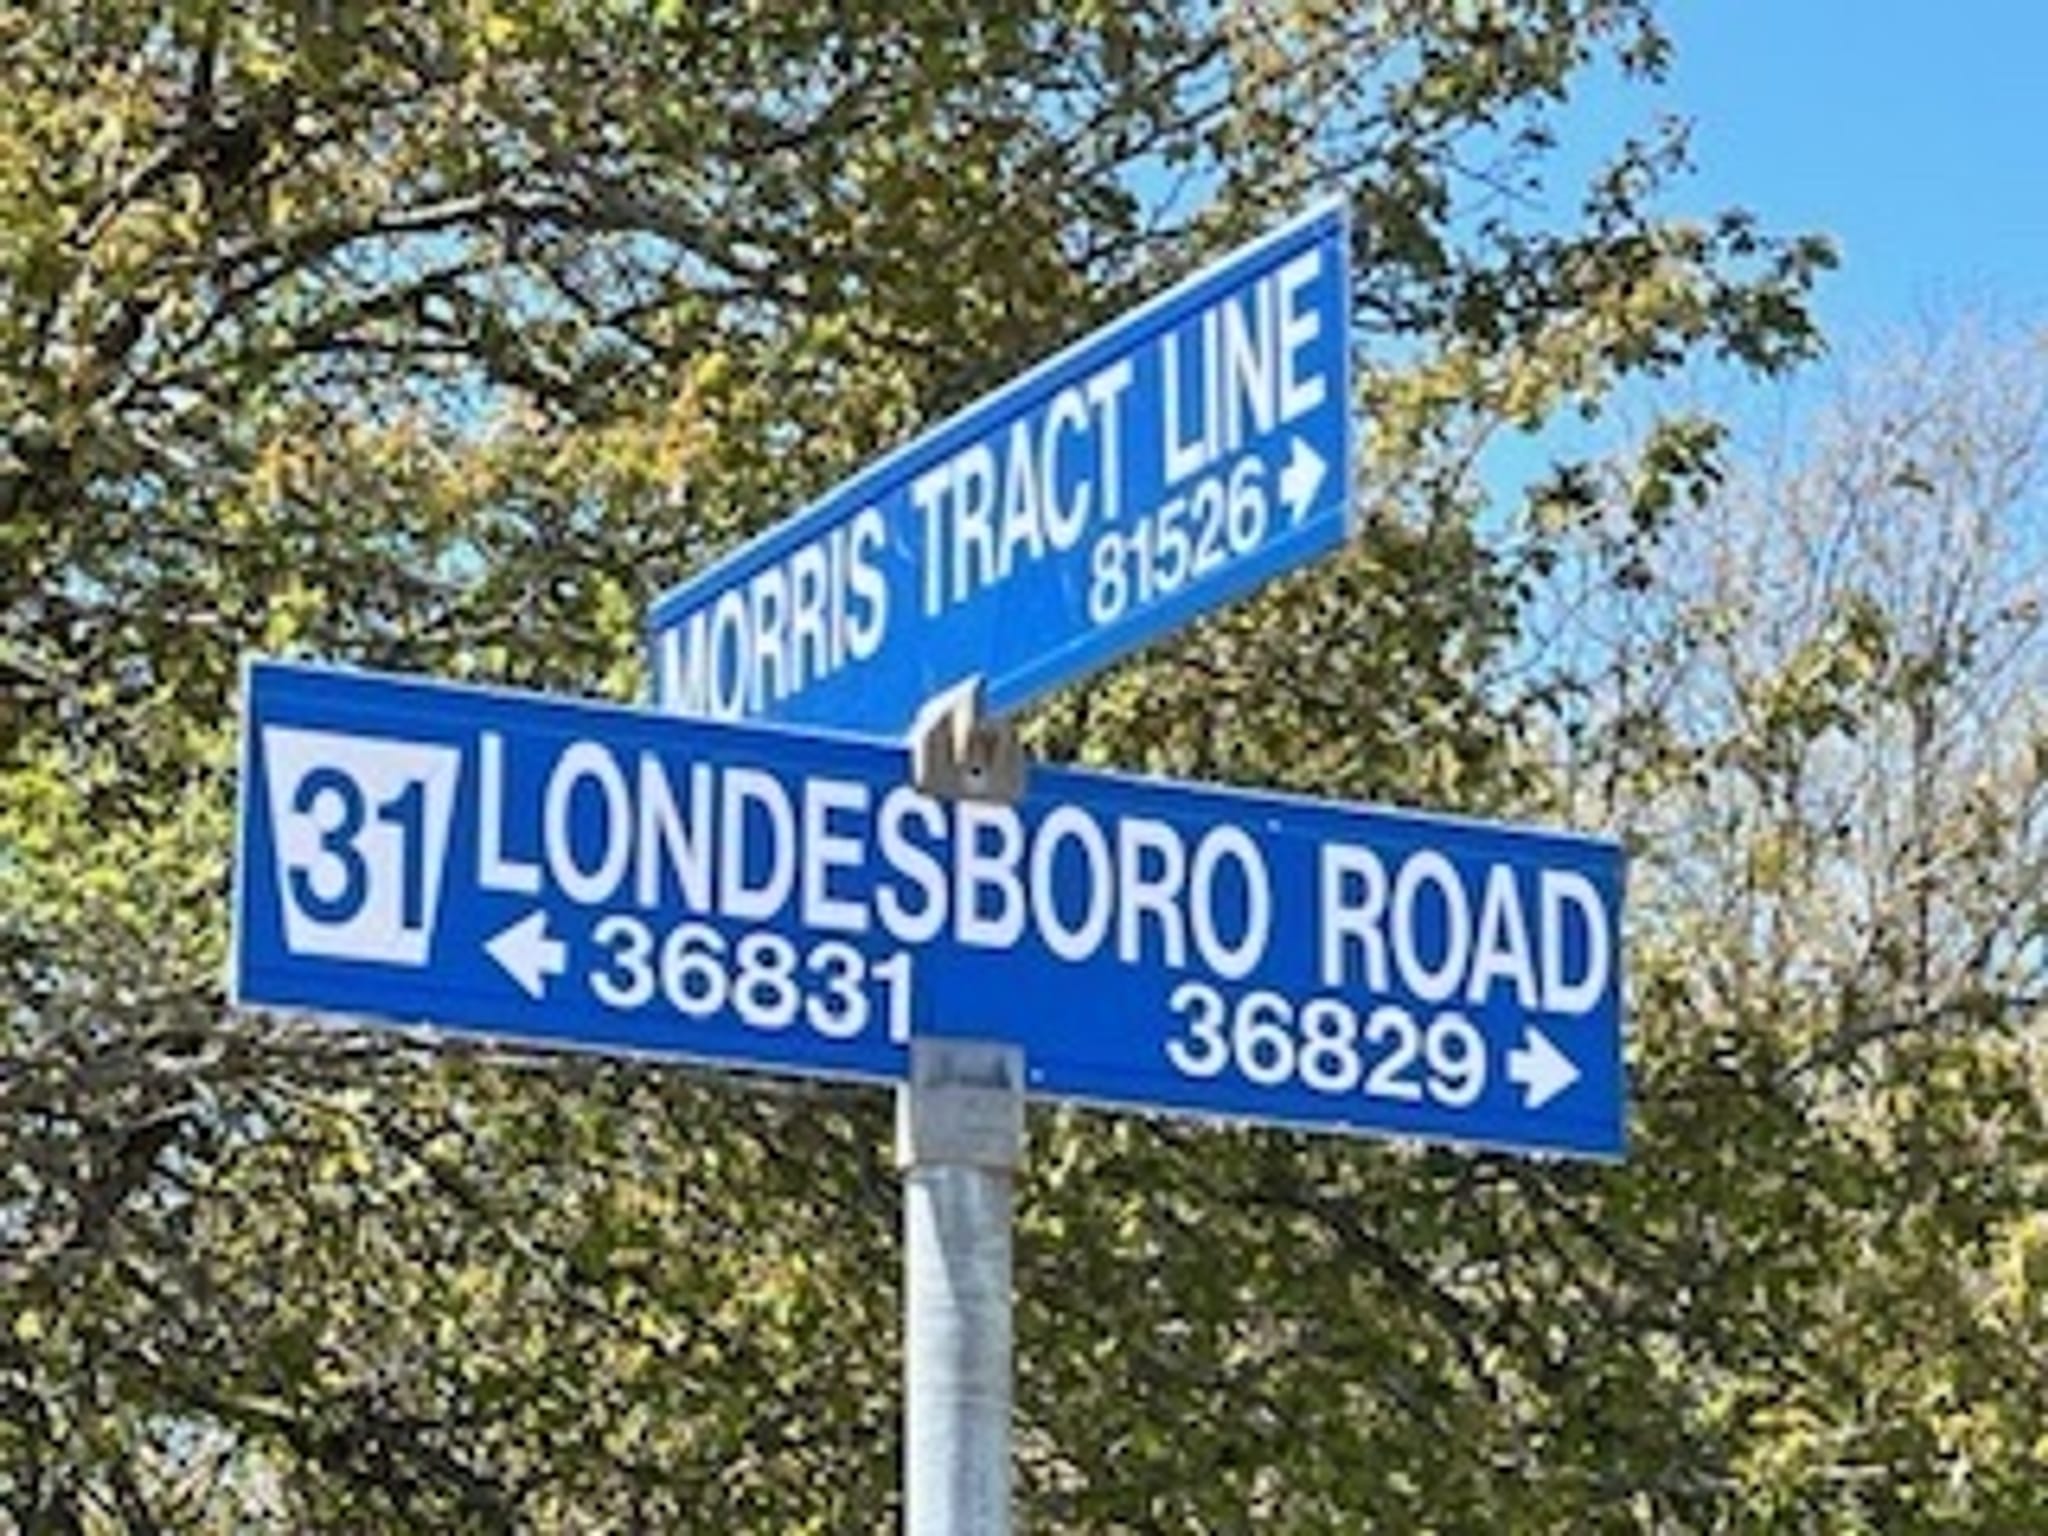 MORRIS TRACT LINE
81526 →
31 LONDESBORO ROAD
← 36831 36829 →